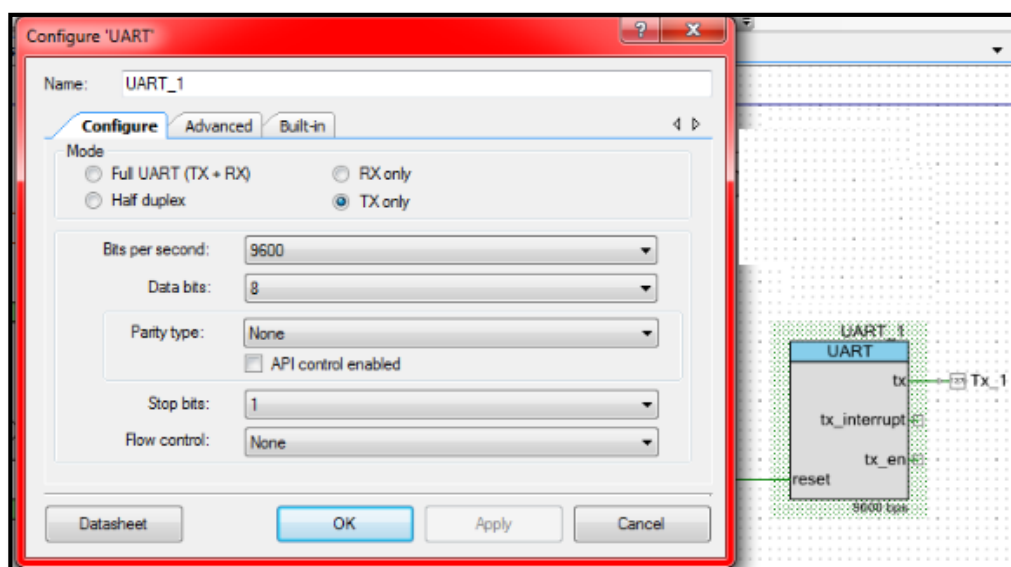 Configure 'UART'
Name: UART_1
Configure Advanced Built-in
Mode
Full UART (TX + RX) RX only
Half duplex TX only
Bits per second: 9600
Data bits: 8
Parity type: None
API control enabled
Stop bits: 1
Flow control: None
Datasheet OK Apply Cancel
UART_1
UART
tx Tx_1
tx_interrupt
tx_en
reset
9600 bps